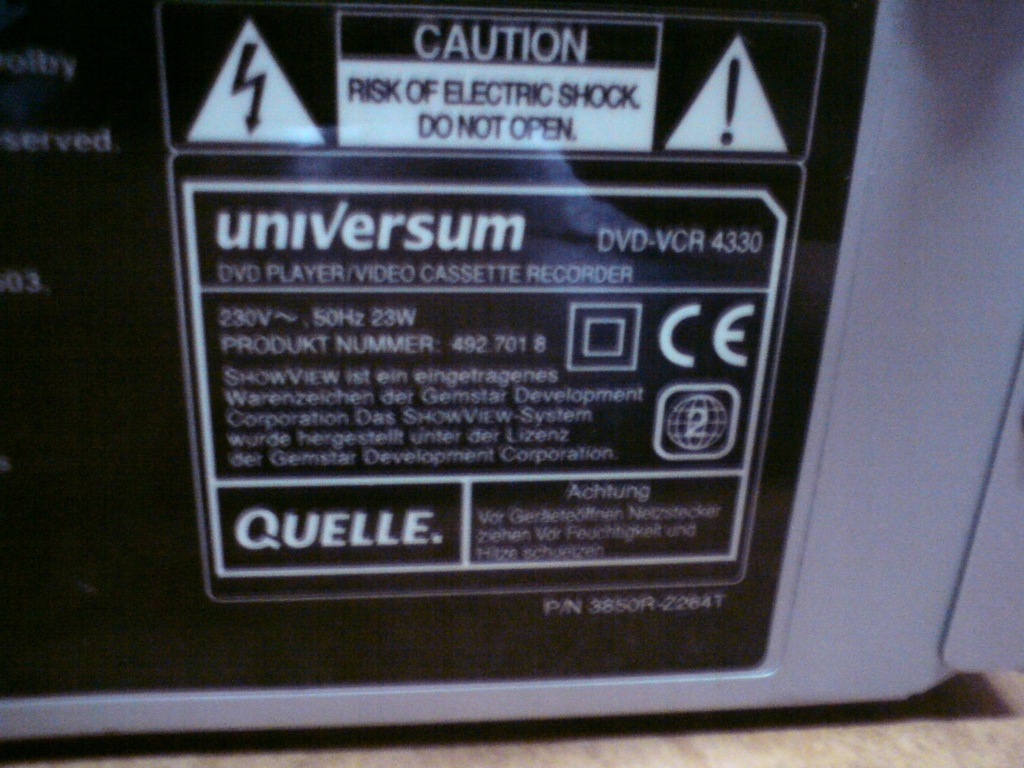 Dolby
CAUTION
RISK OF ELECTRIC SHOCK.
DO NOT OPEN.
served.
universum
DVD-VCR 4330
DVD PLAYER/VIDEO CASSETTE RECORDER
230V~, 50Hz 23W
PRODUKT NUMMER: 492.701 8
CE
SHOWVIEW ist ein eingetragenes
Warenzeichen der Gemstar Development
Corporation Das SHOWVIEW-System
wurde hergestellt unter der Lizenz
der Gemstar Development Corporation.
2
QUELLE.
Achtung
Vor Geräteöffnen Netzstecker
ziehen Vor Feuchtigkeit und
Hitze schuetzen
P/N 3850R-Z264T